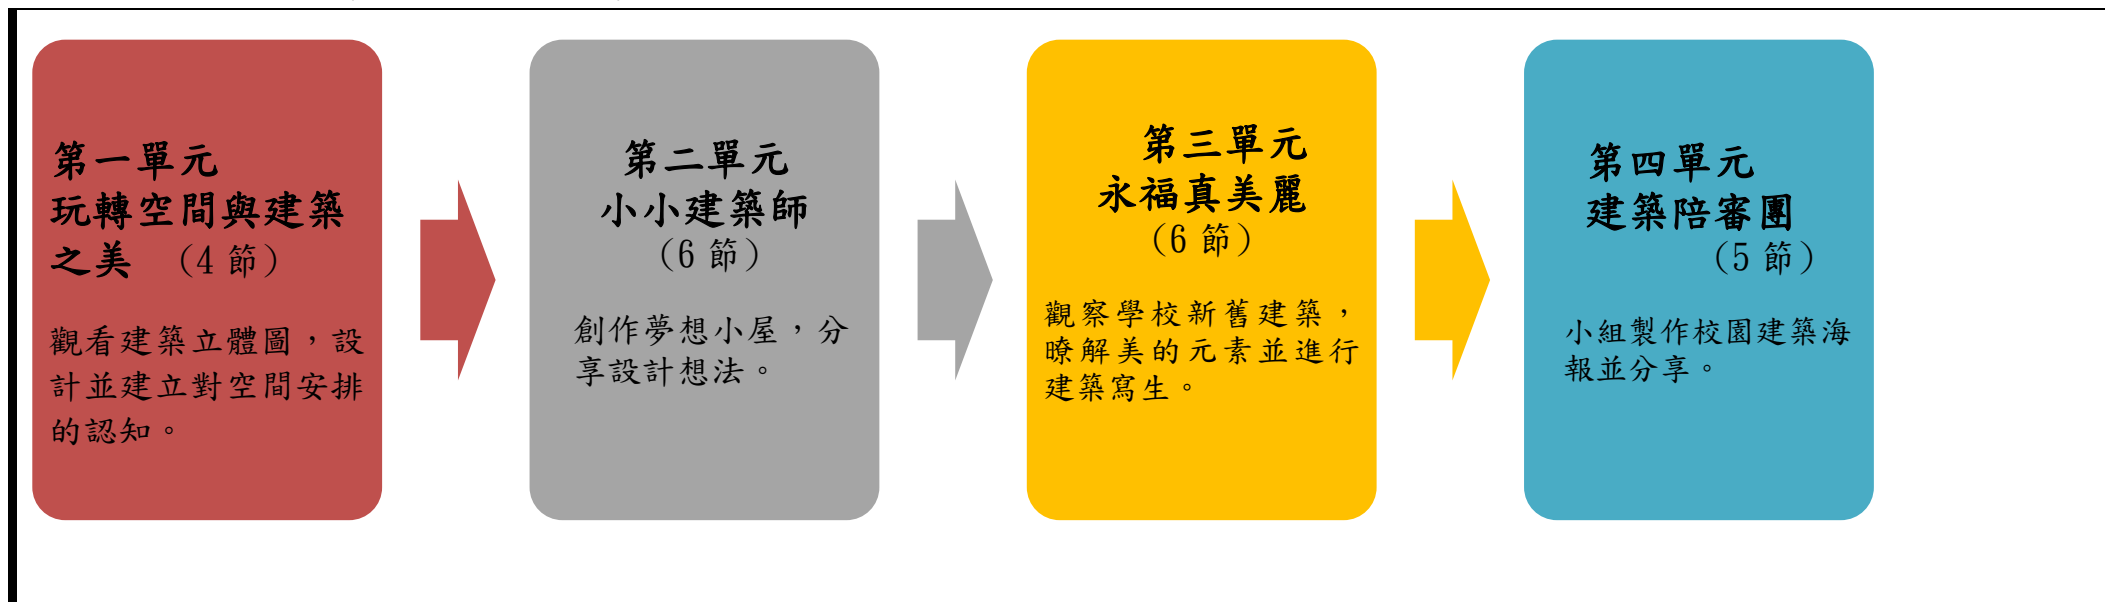 第一單元
玩轉空間與建築
之美 （4 節）
觀看建築立體圖，設
計並建立對空間安排
的認知。
第二單元
小小建築師
（6 節）
創作夢想小屋，分
享設計想法。
第三單元
永福真美麗
（6 節）
觀察學校新舊建築，
瞭解美的元素並進行
建築寫生。
第四單元
建築陪審團
（5 節）
小組製作校園建築海
報並分享。